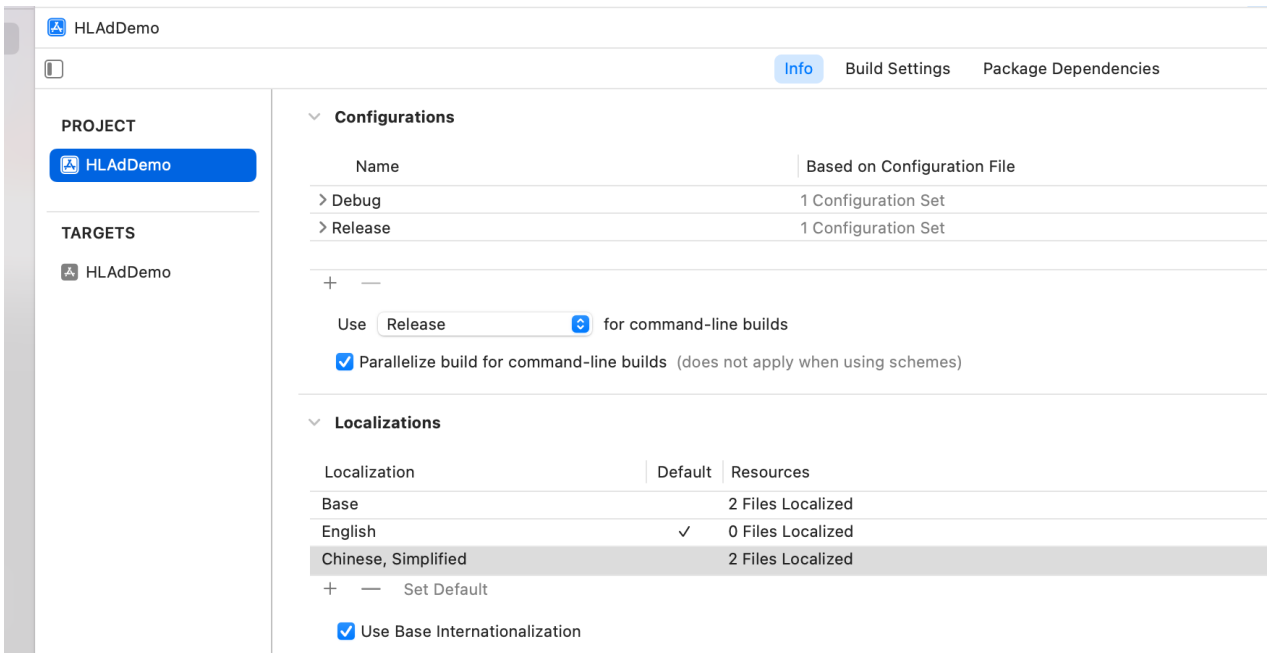 HLAdDemo
Info Build Settings Package Dependencies
PROJECT
HLAdDemo
TARGETS
HLAdDemo
Configurations
Name Based on Configuration File
Debug 1 Configuration Set
Release 1 Configuration Set
Use Release for command-line builds
Parallelize build for command-line builds (does not apply when using schemes)
Localizations
Localization Default Resources
Base 2 Files Localized
English ✓ 0 Files Localized
Chinese, Simplified 2 Files Localized
+ — Set Default
Use Base Internationalization